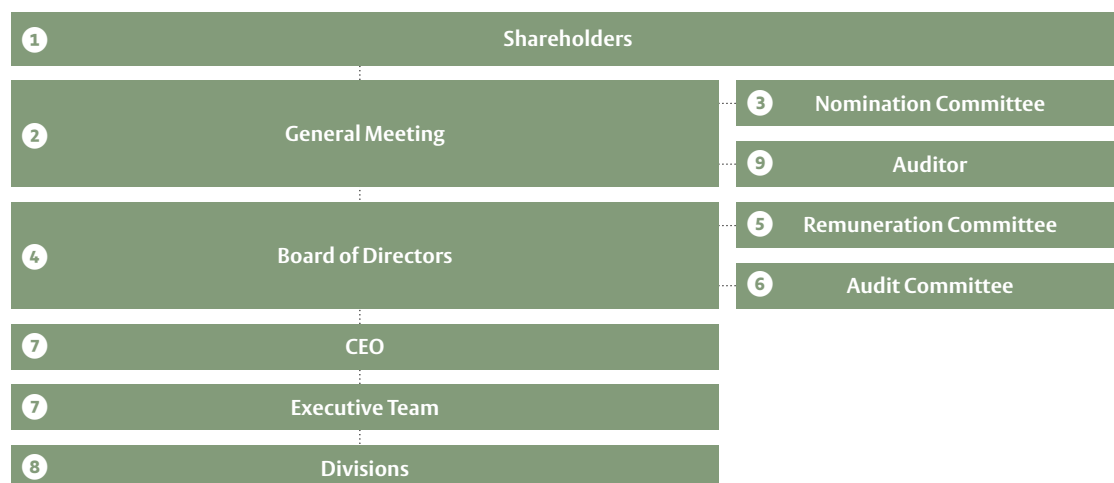 1 Shareholders
2 General Meeting
3 Nomination Committee
9 Auditor
4 Board of Directors
5 Remuneration Committee
6 Audit Committee
7 CEO
7 Executive Team
8 Divisions